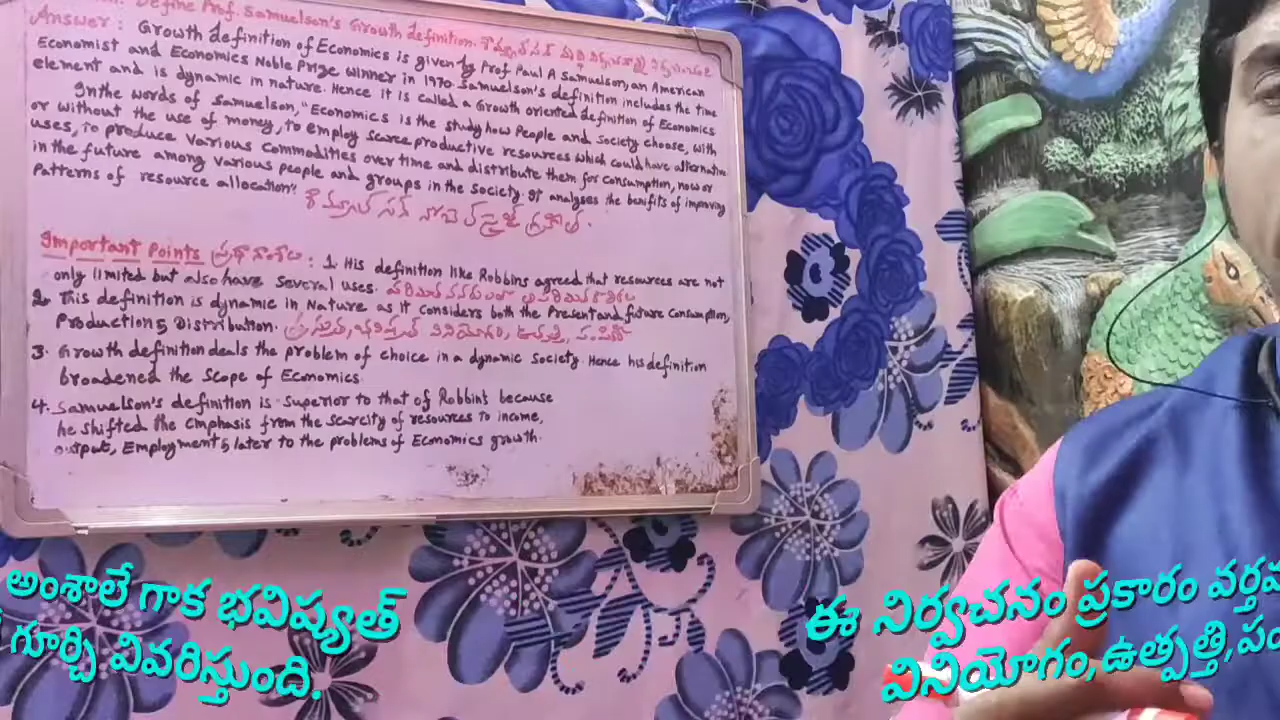 Define Prof. Samuelson's Growth definition.
Answer: Growth definition of Economics is given by Prof Paul A Samuelson, an American
Economist and Economics Noble Prize winner in 1970. Samuelson's definition includes the time
element and is dynamic in nature. Hence it is called a Growth oriented definition of Economics
In the words of Samuelson, "Economics is the study how People and Society choose, with
or without the use of money, to employ scarce productive resources which could have alternative
uses, to produce various commodities over time and distribute them for consumption, now or
in the future among various people and groups in the society. It analyses the benifits of improving
Patterns of resource allocation"
Important Points : 1. His definition like Robbins agreed that resources are not
only limited but also have several uses.
2. This definition is dynamic in Nature as it considers both the Present and future Consumption,
Production & Distribution.
3. Growth definition deals the problem of choice in a dynamic society. Hence his definition
broadened the Scope of Economics
4. Samuelson's definition is Superior to that of Robbins because
he shifted the Emphasis from the scarcity of resources to income,
output, Employment & later to the problems of Economics growth.
అంశాలే గాక భవిష్యత్
గూర్చి వివరిస్తుంది.
ఈ నిర్వచనం ప్రకారం
వినియోగం, ఉత్పత్తి,